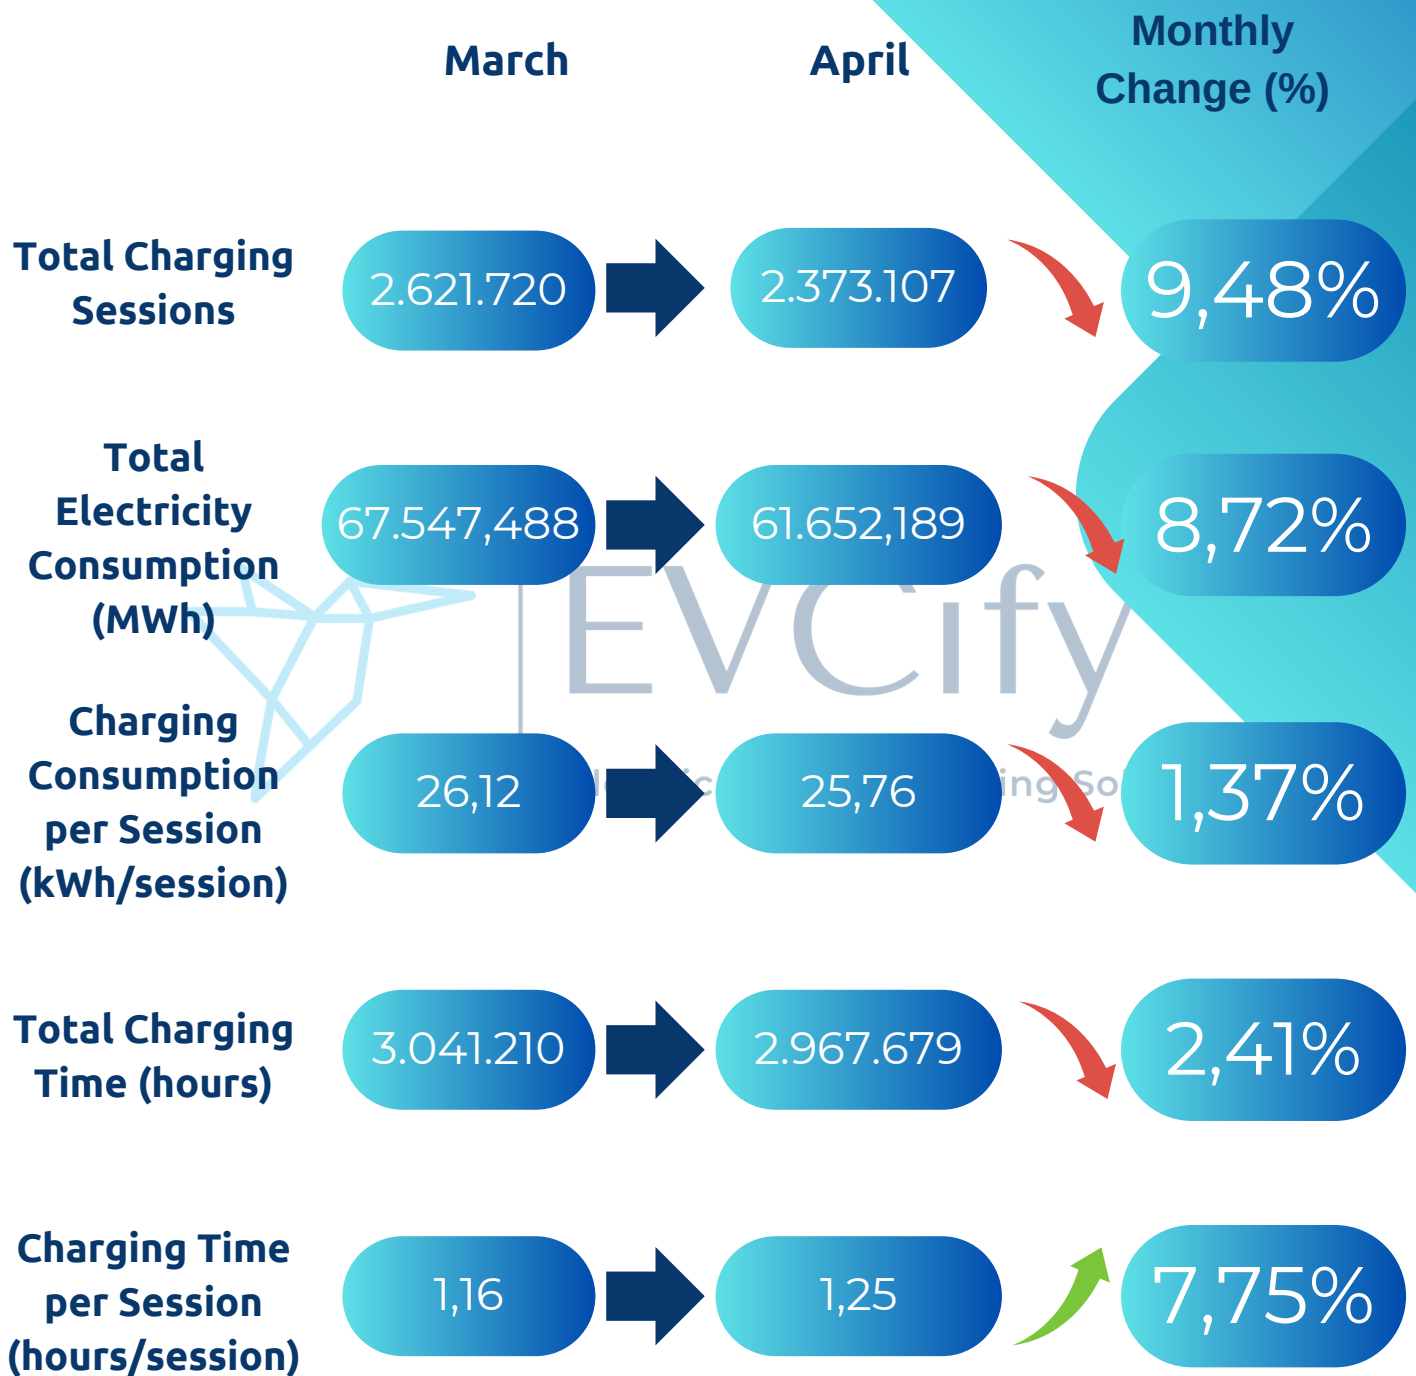 March
April
Monthly
Change (%)
Total Charging
Sessions
2.621.720
2.373.107
9,48%
Total
Electricity
Consumption
(MWh)
67.547,488
61.652,189
8,72%
EVCify
Charging
Consumption
per Session
(kWh/session)
26,12
25,76
1,37%
Total Charging
Time (hours)
3.041.210
2.967.679
2,41%
Charging Time
per Session
(hours/session)
1,16
1,25
7,75%